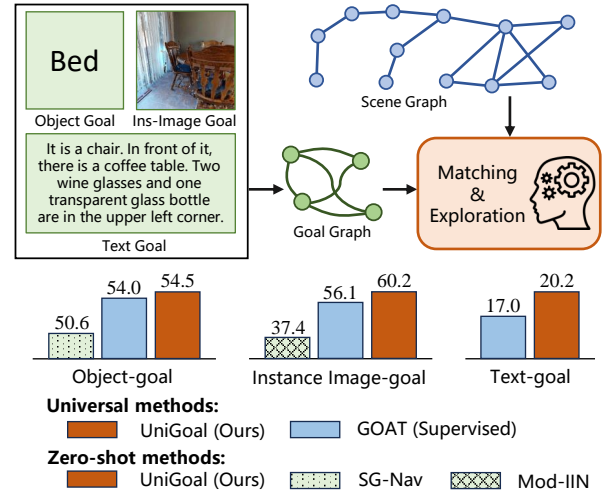 Bed
Object Goal
Ins-Image Goal
It is a chair. In front of it,
there is a coffee table. Two
wine glasses and one
transparent glass bottle
are in the upper left corner.
Text Goal
Scene Graph
Goal Graph
Matching
&
Exploration
50.6
54.0
54.5
Object-goal
37.4
56.1
60.2
Instance Image-goal
17.0
20.2
Text-goal
Universal methods:
UniGoal (Ours)
GOAT (Supervised)
Zero-shot methods:
UniGoal (Ours)
SG-Nav
Mod-IIN